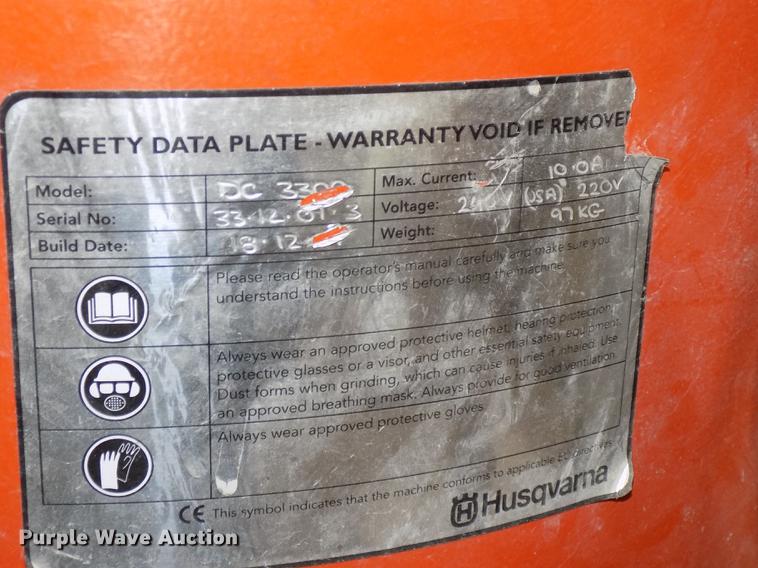 SAFETY DATA PLATE - WARRANTY VOID IF REMOVE
Model: DC 3300
Max. Current: 10.0A
Serial No:
Voltage: (USA) 220V
Build Date: 18.12.
Weight: 97KG
Please read the operator's manual carefully and make sure you
understand the instructions before using the machine.
Always wear an approved protective helmet, hearing protection,
protective glasses or a visor, and other essential safety equipment.
Dust forms when grinding, which can cause injuries if inhaled. Use
an approved breathing mask. Always provide for good ventilation.
Always wear approved protective gloves
CE This symbol indicates that the machine conforms to applicable EU directives.
Husqvarna
Purple Wave Auction